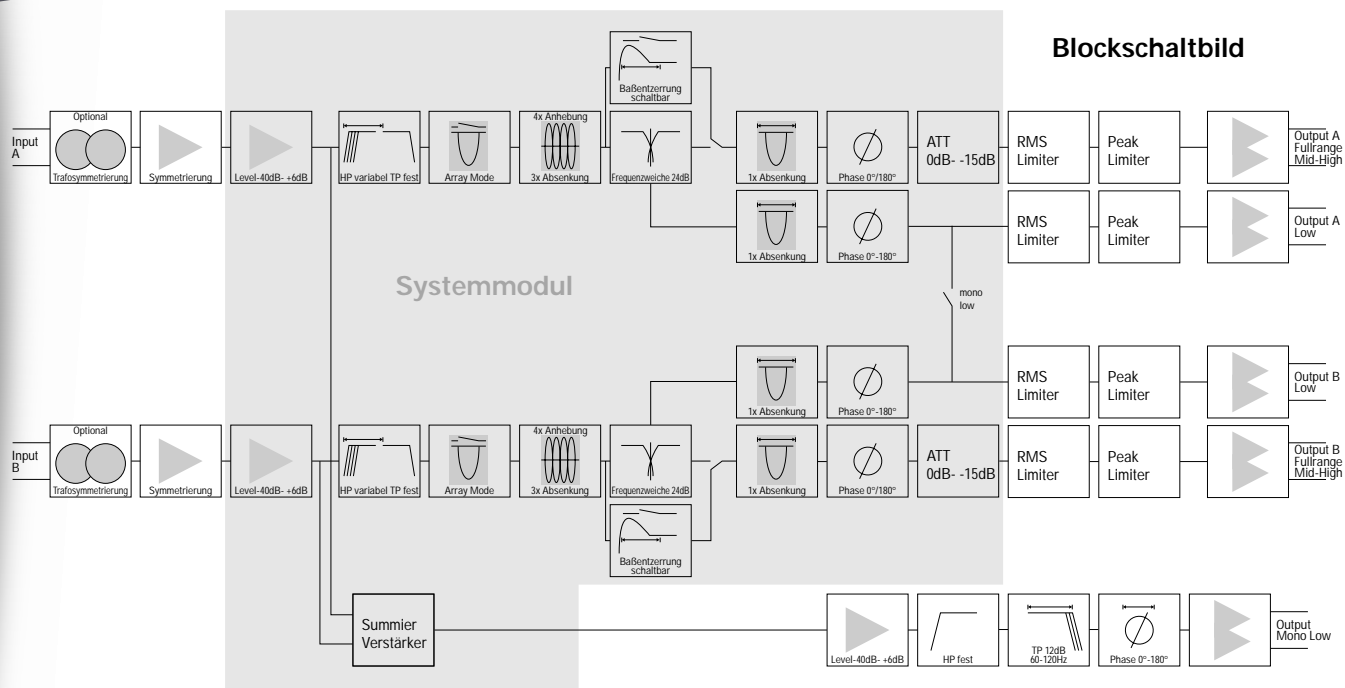 Blockschaltbild
Baßentzerrung
schaltbar
Input
A
Optional
Trafosymmetrierung
Symmetrierung
Level-40dB- +6dB
HP variabel TP fest
Array Mode
4x Anhebung
3x Absenkung
Frequenzweiche 24dB
1x Absenkung
Phase 0°/180°
ATT
0dB- -15dB
RMS
Limiter
Peak
Limiter
Output A
Fullrange
Mid-High
1x Absenkung
Phase 0°-180°
RMS
Limiter
Peak
Limiter
Output A
Low
Systemmodul
mono
low
1x Absenkung
Phase 0°-180°
RMS
Limiter
Peak
Limiter
Output B
Low
Input
B
Optional
Trafosymmetrierung
Symmetrierung
Level-40dB- +6dB
HP variabel TP fest
Array Mode
4x Anhebung
3x Absenkung
Frequenzweiche 24dB
1x Absenkung
Phase 0°/180°
ATT
0dB- -15dB
RMS
Limiter
Peak
Limiter
Output B
Fullrange
Mid-High
Baßentzerrung
schaltbar
Summier
Verstärker
Level-40dB- +6dB
HP fest
TP 12dB
60-120Hz
Phase 0°-180°
Output
Mono Low